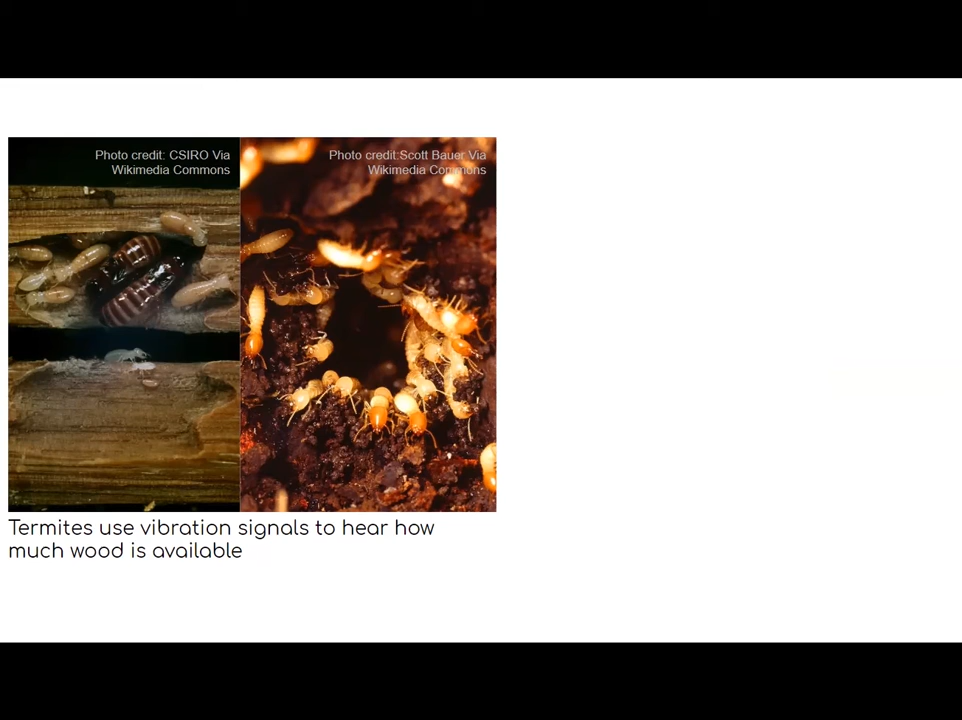 Photo credit: CSIRO Via
Wikimedia Commons
Photo credit:Scott Bauer Via
Wikimedia Commons
Termites use vibration signals to hear how
much wood is available